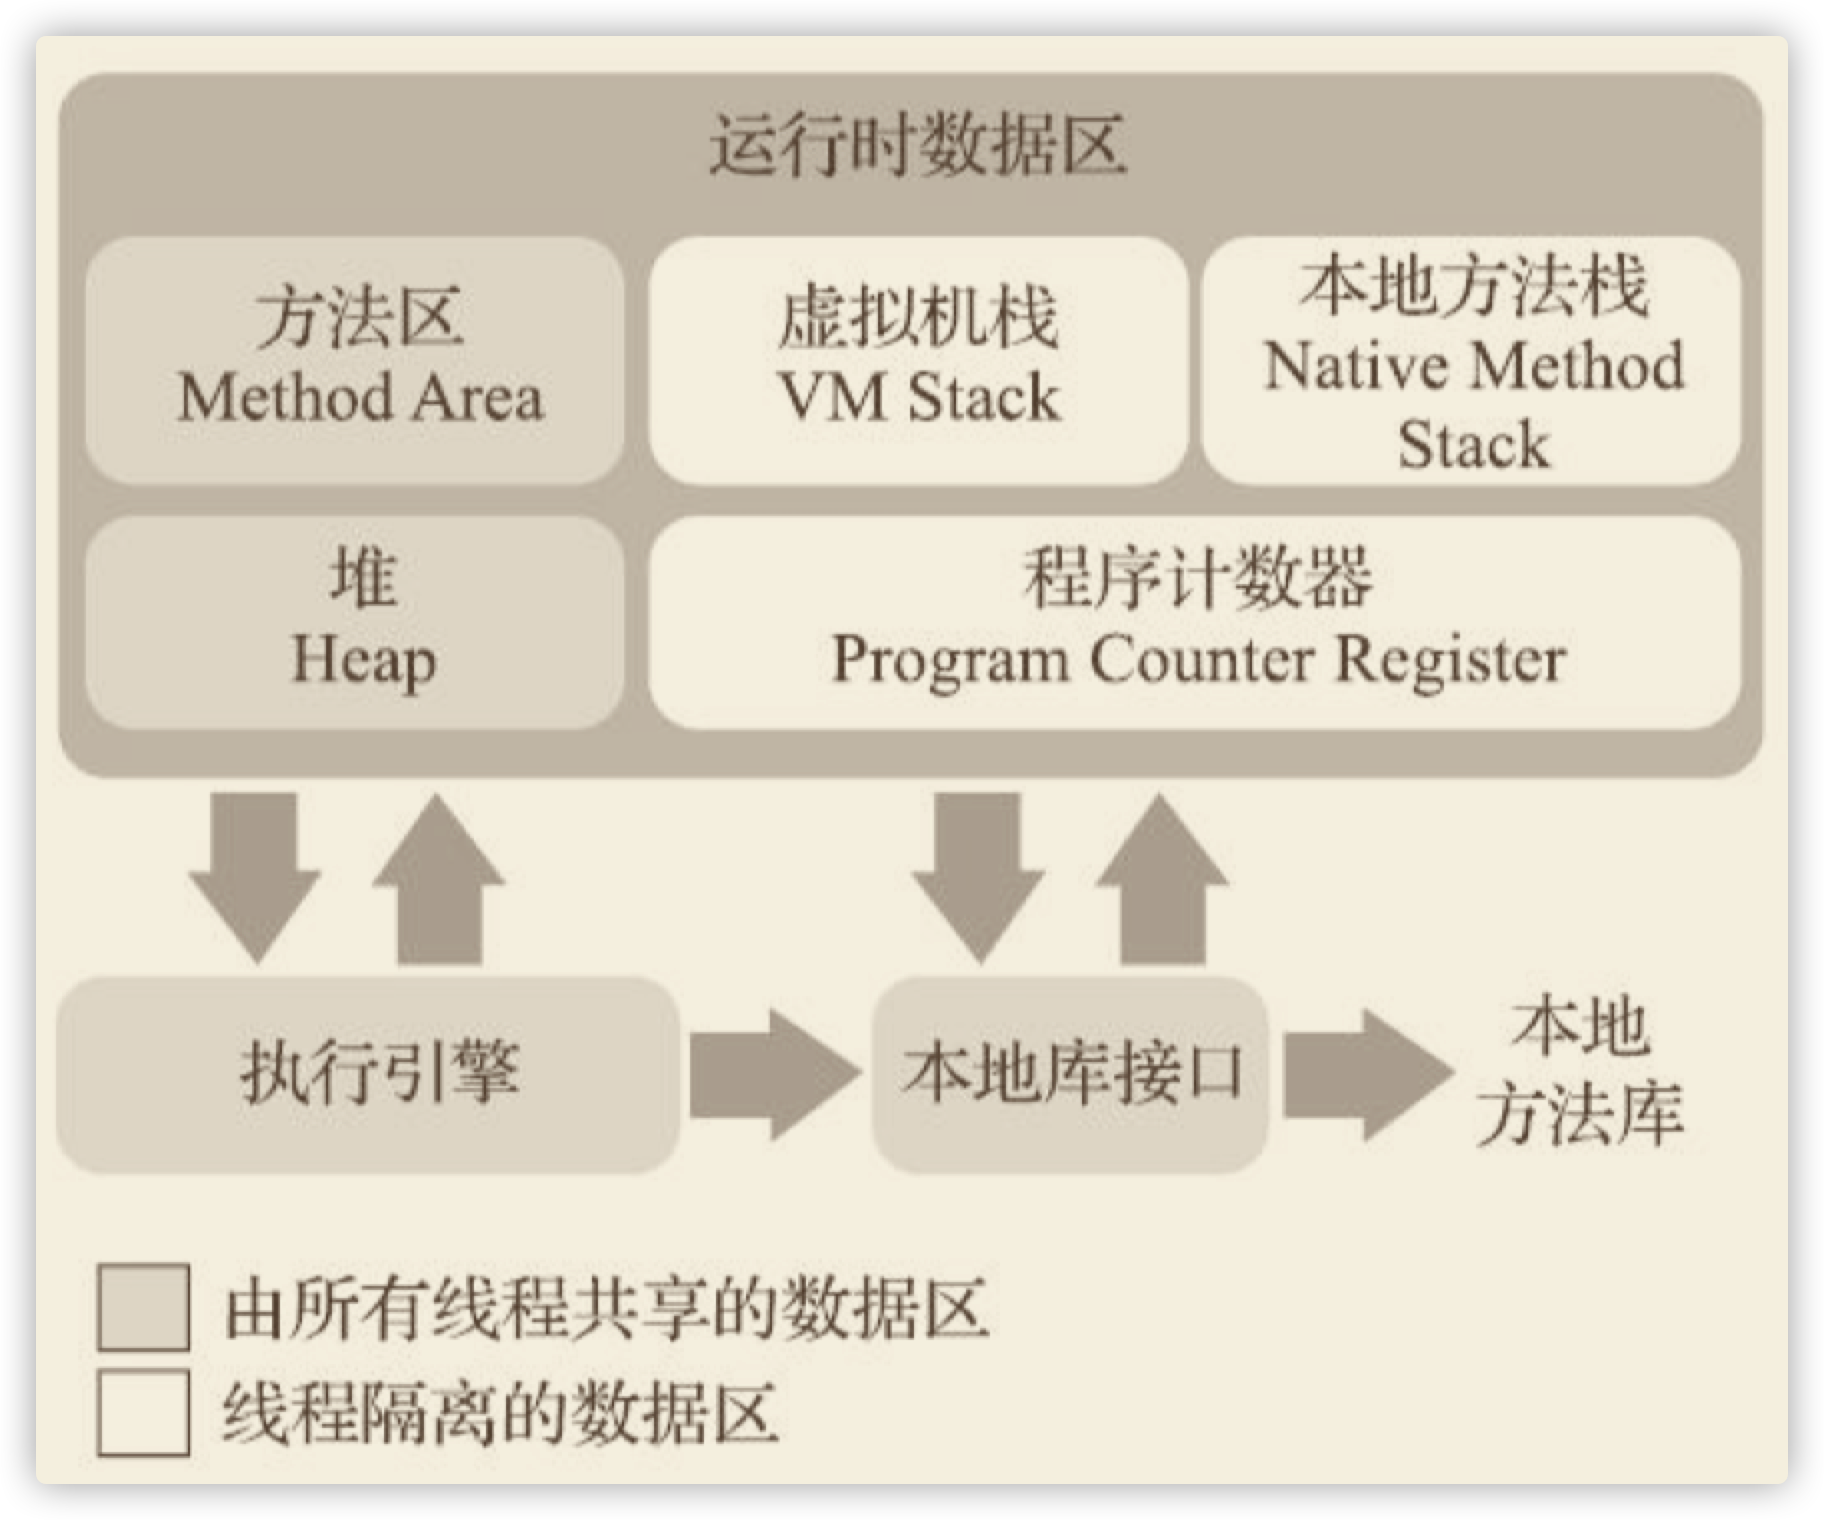 运行时数据区
方法区
Method Area
虚拟机栈
VM Stack
本地方法栈
Native Method
Stack
堆
Heap
程序计数器
Program Counter Register
执行引擎
本地库接口
本地
方法库
由所有线程共享的数据区
线程隔离的数据区